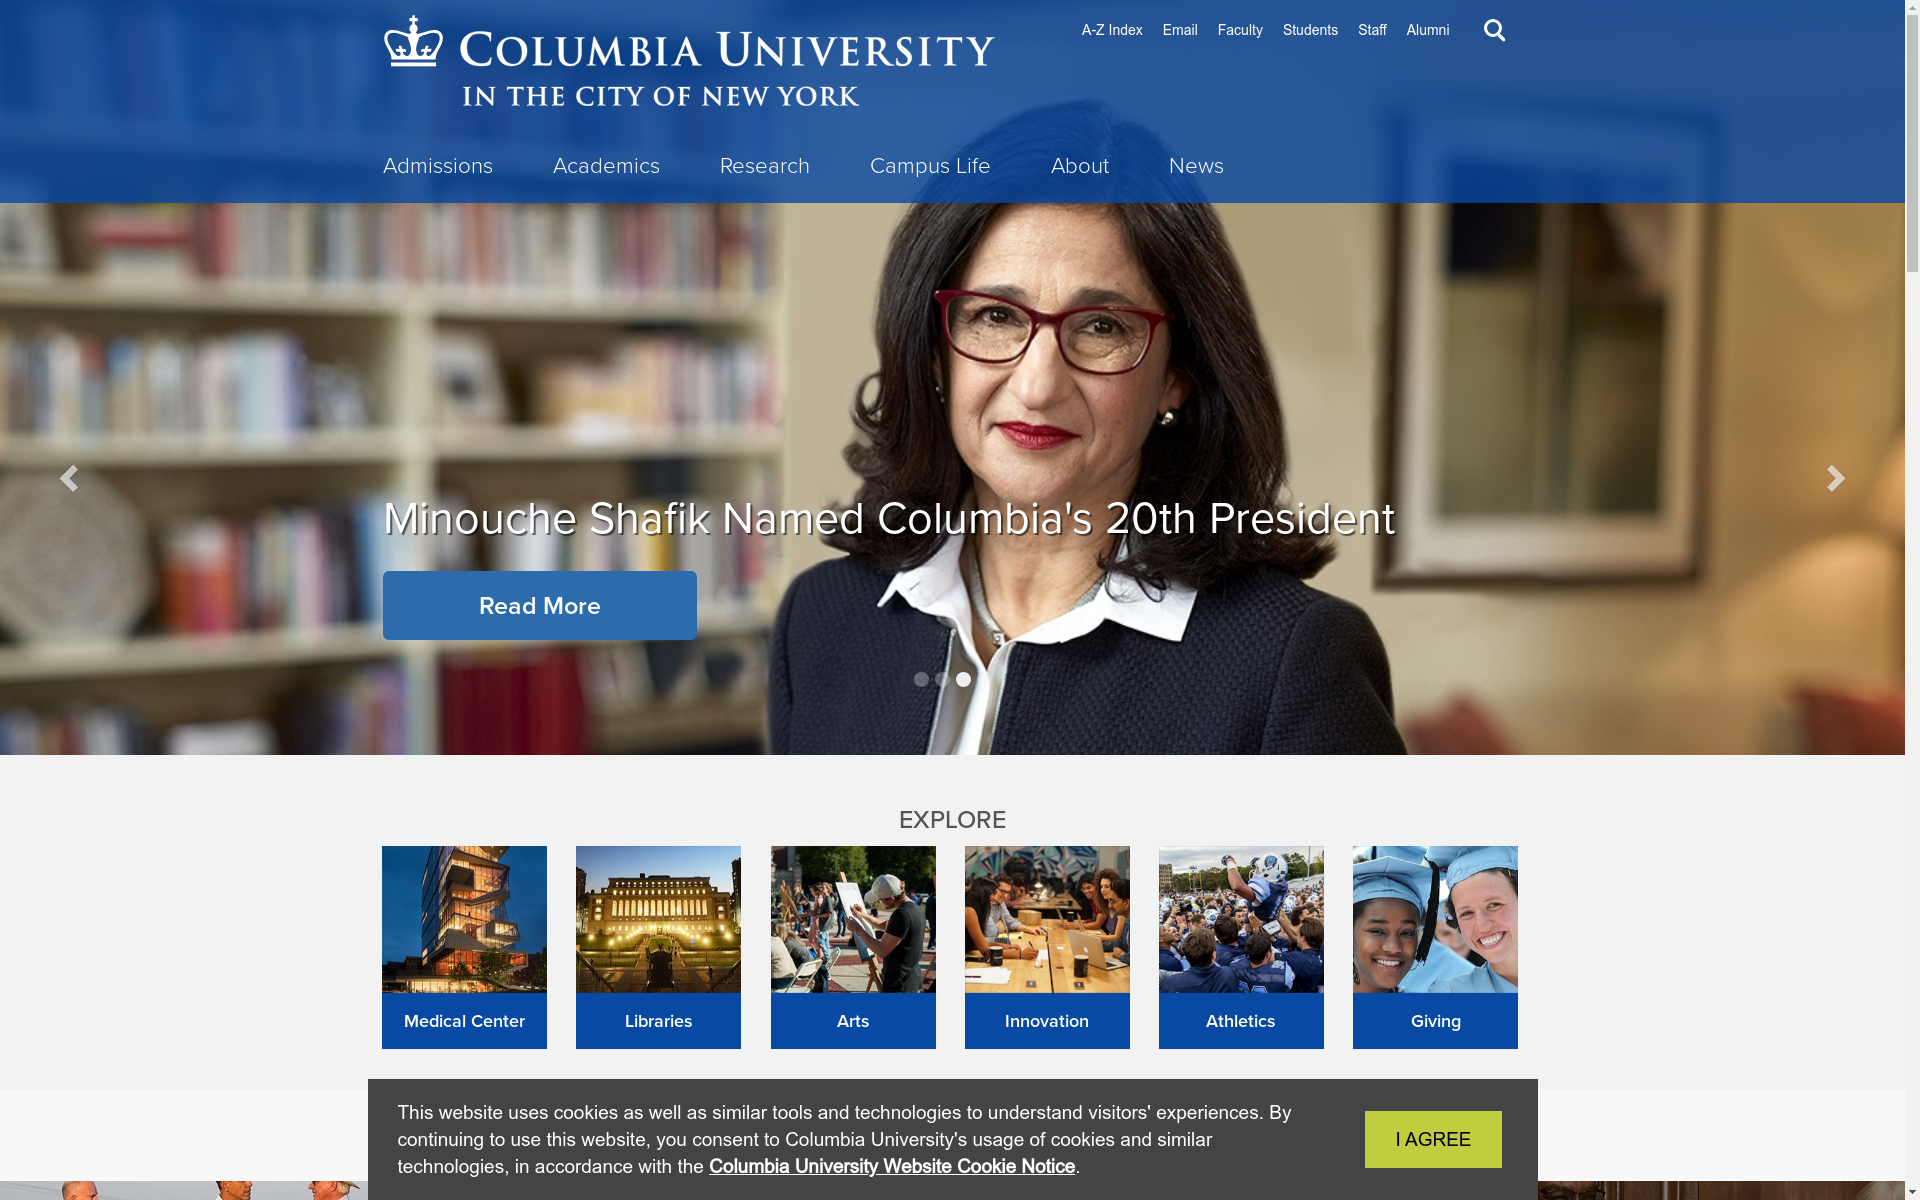 COLUMBIA UNIVERSITY
IN THE CITY OF NEW YORK
A-Z Index Email Faculty Students Staff Alumni
Admissions Academics Research Campus Life About News
Minouche Shafik Named Columbia's 20th President
Read More
EXPLORE
Medical Center Libraries Arts Innovation Athletics Giving
This website uses cookies as well as similar tools and technologies to understand visitors' experiences. By
continuing to use this website, you consent to Columbia University's usage of cookies and similar
technologies, in accordance with the Columbia University Website Cookie Notice.
I AGREE